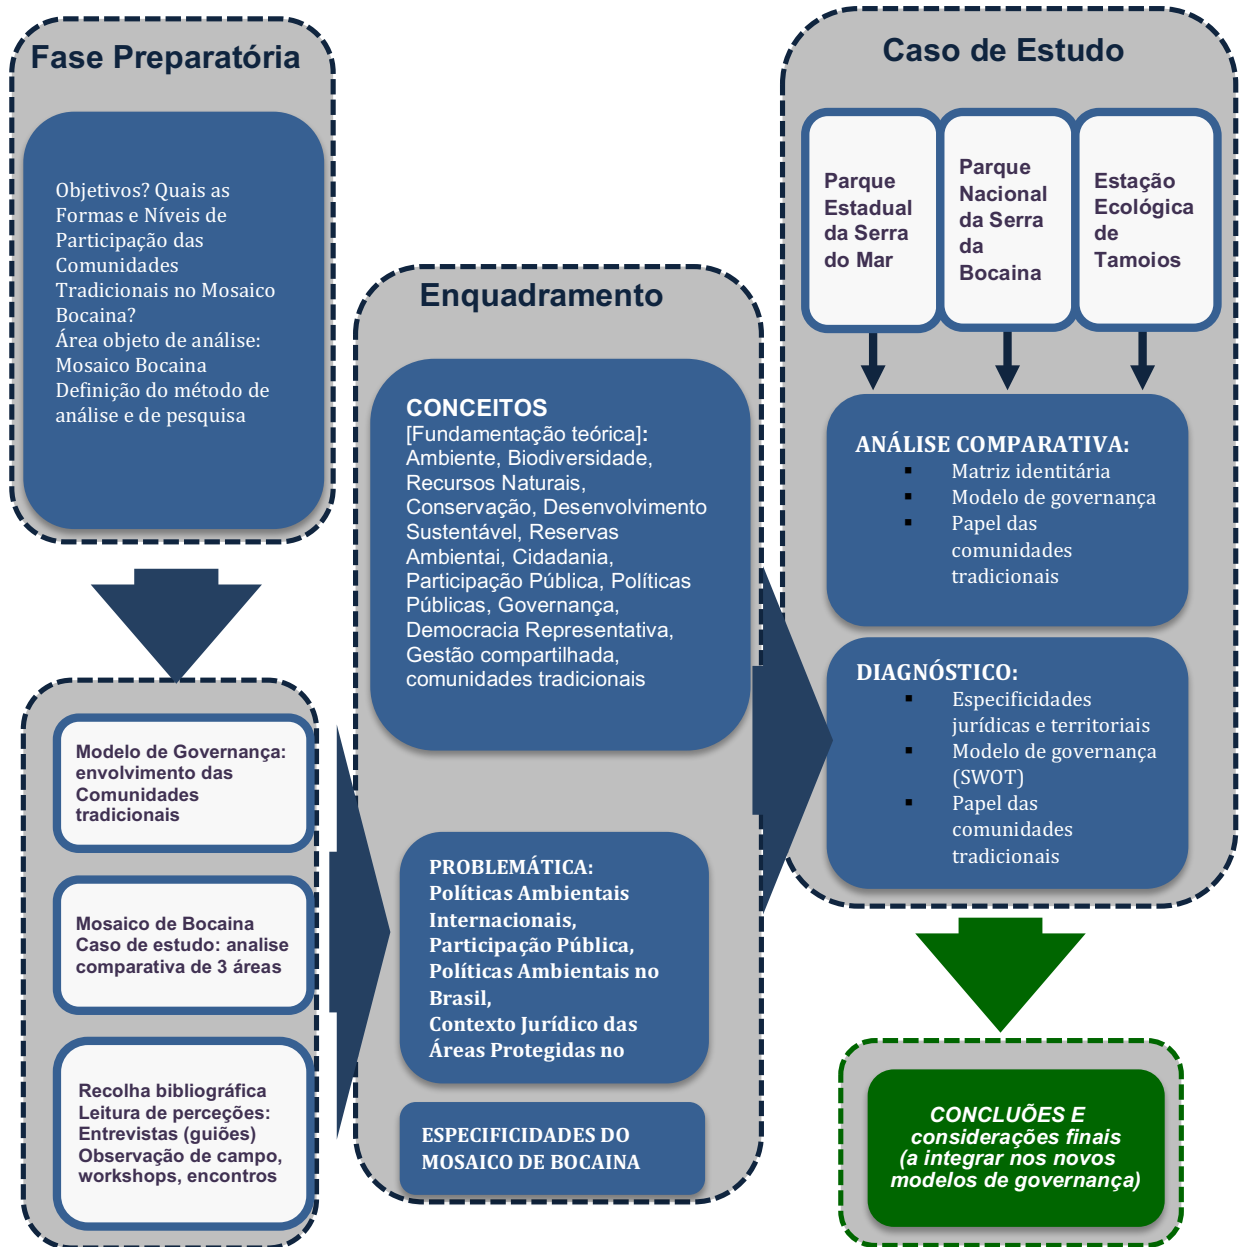 Fase Preparatória
Objetivos? Quais as
Formas e Níveis de
Participação das
Comunidades
Tradicionais no Mosaico
Bocaina?
Área objeto de análise:
Mosaico Bocaina
Definição do método de
análise e de pesquisa
Modelo de Governança:
envolvimento das
Comunidades
tradicionais
Mosaico de Bocaina
Caso de estudo: analise
comparativa de 3 áreas
Recolha bibliográfica
Leitura de perceções:
Entrevistas (guiões)
Observação de campo,
workshops, encontros
Enquadramento
CONCEITOS
[Fundamentação teórica]:
Ambiente, Biodiversidade,
Recursos Naturais,
Conservação, Desenvolvimento
Sustentável, Reservas
Ambientai, Cidadania,
Participação Pública, Políticas
Públicas, Governança,
Democracia Representativa,
Gestão compartilhada,
comunidades tradicionais
PROBLEMÁTICA:
Políticas Ambientais
Internacionais,
Participação Pública,
Políticas Ambientais no
Brasil,
Contexto Jurídico das
Áreas Protegidas no
ESPECIFICIDADES DO
MOSAICO DE BOCAINA
Caso de Estudo
Parque
Estadual
da Serra
do Mar
Parque
Nacional
da Serra
da
Bocaina
Estação
Ecológica
de
Tamoios
ANÁLISE COMPARATIVA:
▪ Matriz identitária
▪ Modelo de governança
▪ Papel das
comunidades
tradicionais
DIAGNÓSTICO:
▪ Especificidades
jurídicas e territoriais
▪ Modelo de governança
(SWOT)
▪ Papel das
comunidades
tradicionais
CONCLUÕES E
considerações finais
(a integrar nos novos
modelos de governança)